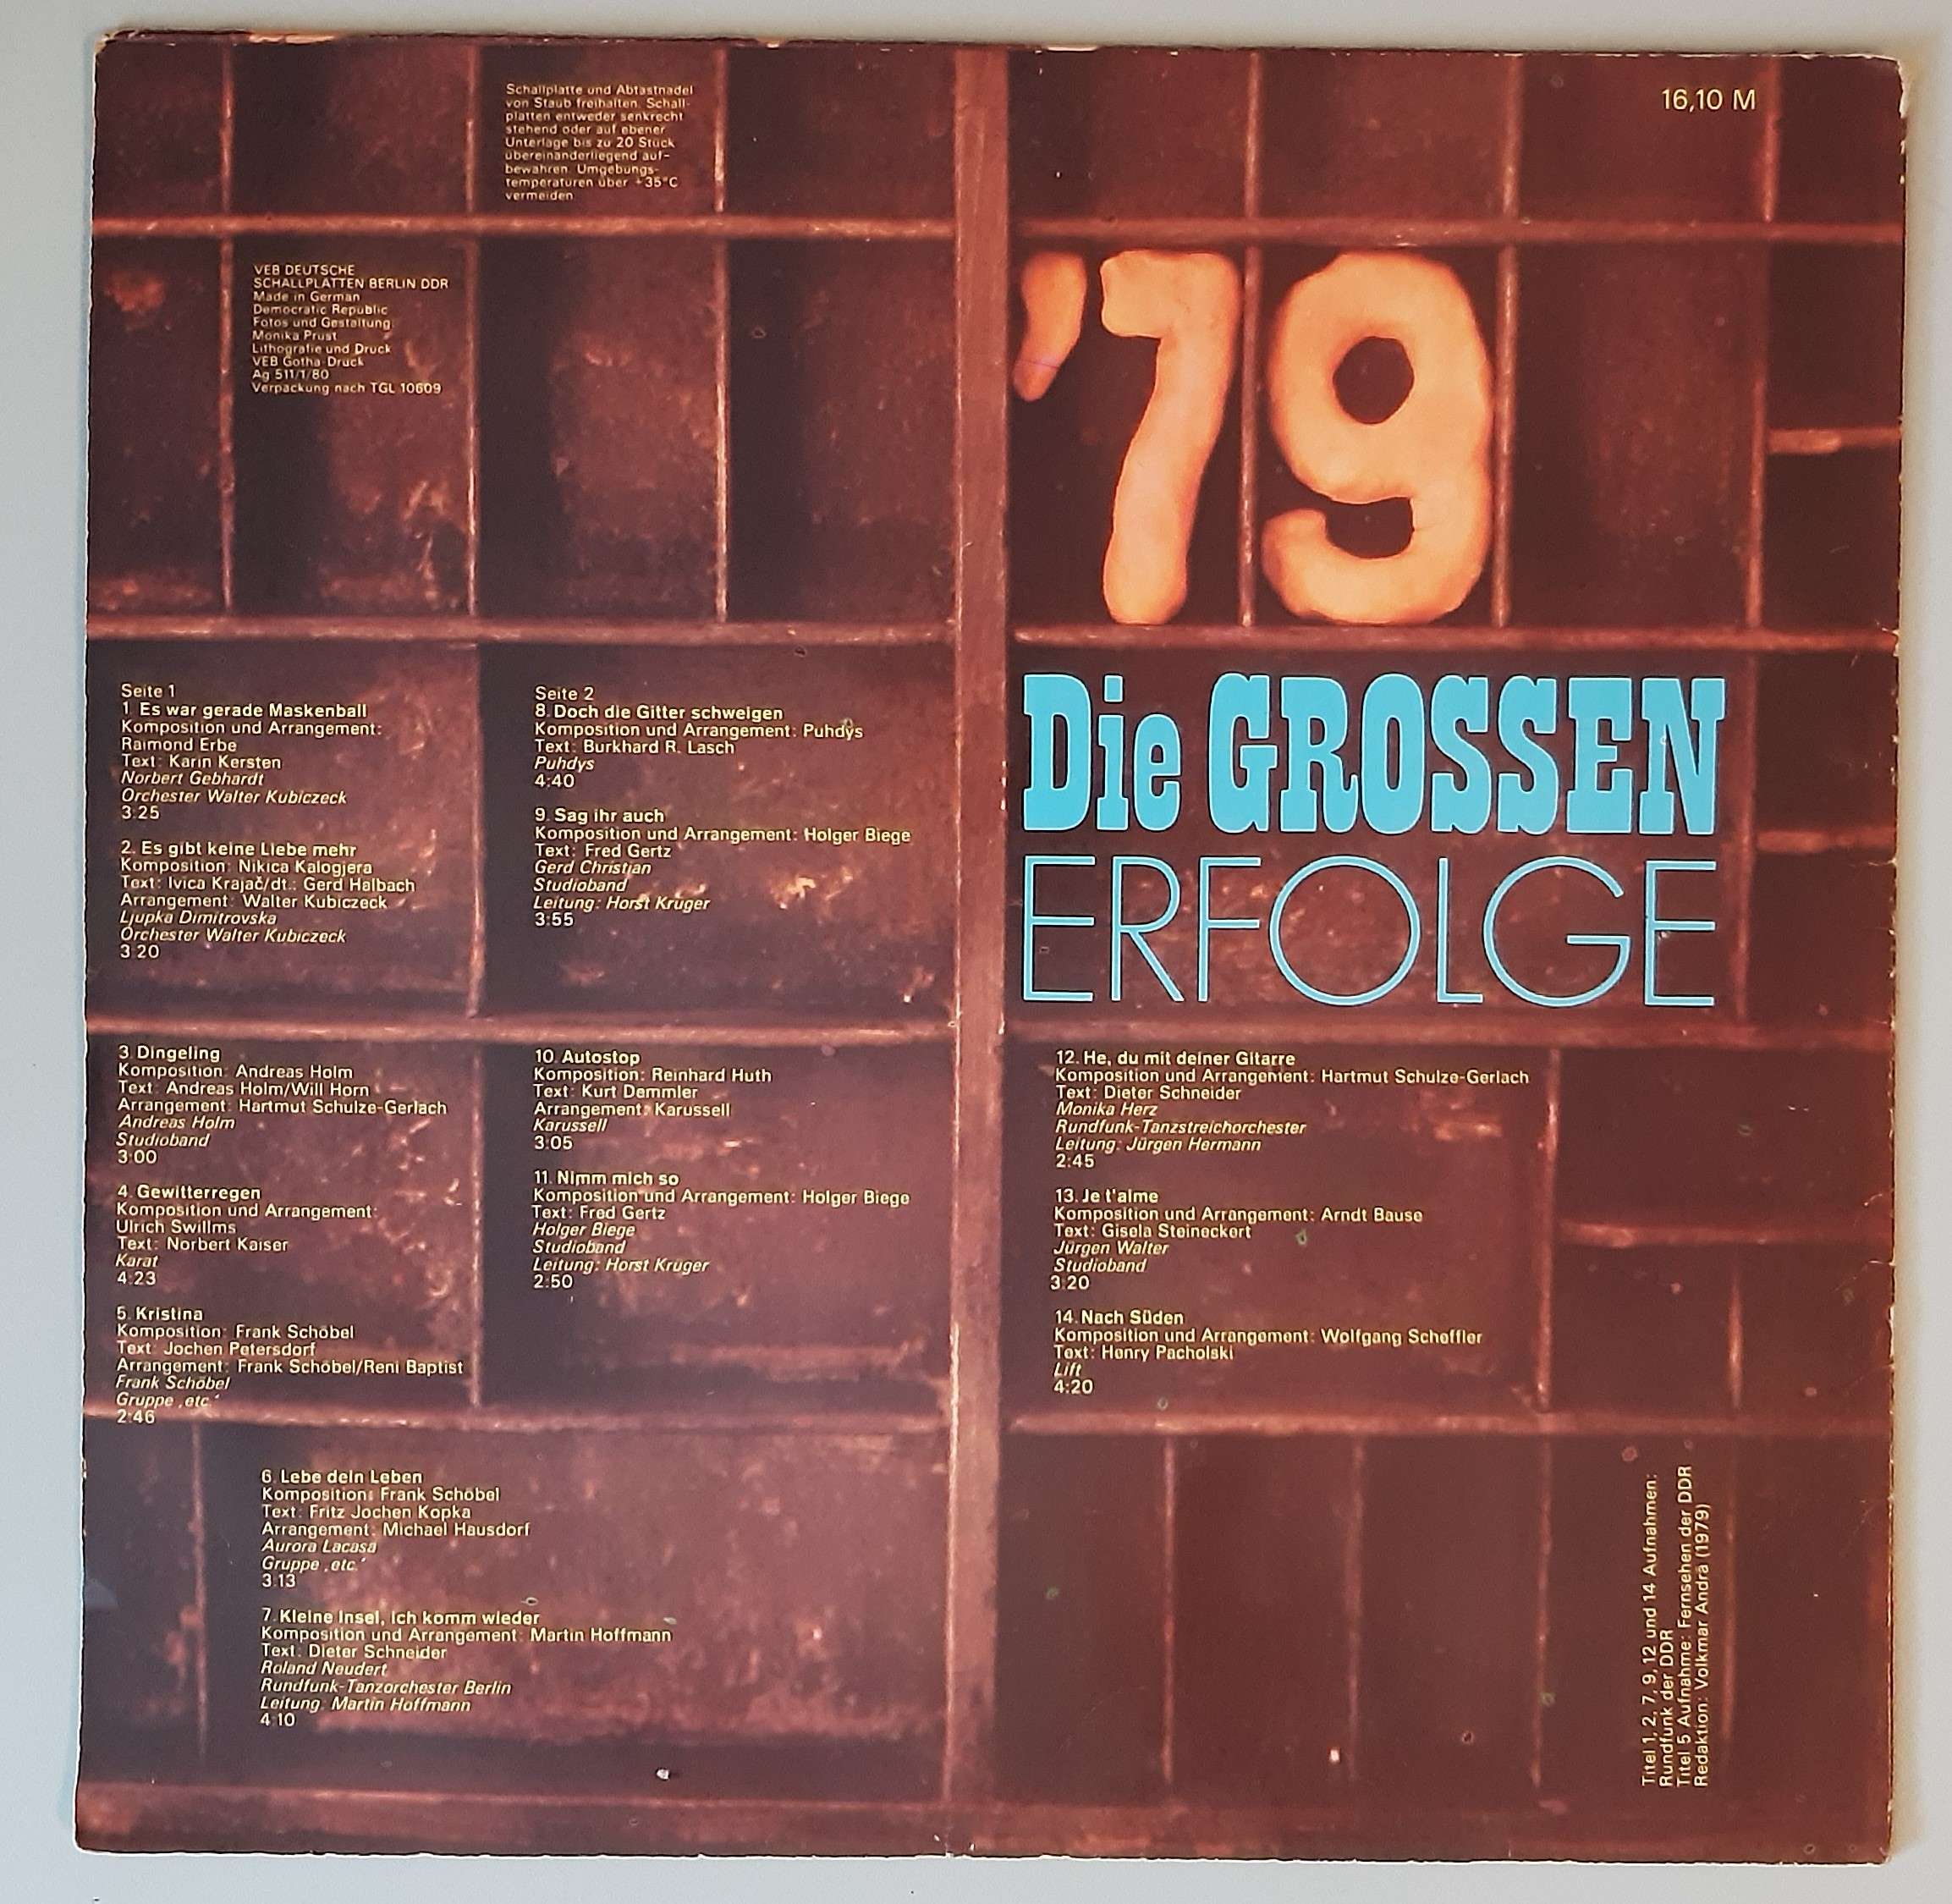 Schallplatte und Abtastnadel
von Staub freihalten. Schall-
platten entweder senkrecht
stehend oder auf ebener
Unterlage bis zu 20 Stück
übereinanderliegend auf-
bewahren. Umgebungs-
temperaturen über +35°C
vermeiden
16,10 M
VEB DEUTSCHE
SCHALLPLATTEN BERLIN DDR
Made in German
Democratic Republic
Fotos und Gestaltung:
Monika Prust
Lithografie und Druck
VEB Gotha-Druck
Ag 511/1/80
Verpackung nach TGL 10609
'79
Die GROSSEN
ERFOLGE
Seite 1
1. Es war gerade Maskenball
Komposition und Arrangement:
Raimond Erbe
Text: Karin Kersten
Norbert Gebhardt
Orchester Walter Kubiczeck
3:25
2. Es gibt keine Liebe mehr
Komposition: Nikica Kalogjera
Text: Ivica Krajač/dt.: Gerd Halbach
Arrangement: Walter Kubiczeck
Ljupka Dimitrovska
Orchester Walter Kubiczeck
3:20
3. Dingeling
Komposition: Andreas Holm
Text: Andreas Holm/Will Horn
Arrangement: Hartmut Schulze-Gerlach
Andreas Holm
Studioband
3:00
4. Gewitterregen
Komposition und Arrangement:
Ulrich Swillms
Text: Norbert Kaiser
Karat
4:23
5. Kristina
Komposition: Frank Schöbel
Text: Jochen Petersdorf
Arrangement: Frank Schöbel/Reni Baptist
Frank Schöbel
Gruppe ‚etc.‘
2:46
6. Lebe dein Leben
Komposition: Frank Schöbel
Text: Fritz Jochen Kopka
Arrangement: Michael Hausdorf
Aurora Lacasa
Gruppe ‚etc.‘
3:13
7. Kleine Insel, ich komm wieder
Komposition und Arrangement: Martin Hoffmann
Text: Dieter Schneider
Roland Neudert
Rundfunk-Tanzorchester Berlin
Leitung: Martin Hoffmann
4:10
Seite 2
8. Doch die Gitter schweigen
Komposition und Arrangement: Puhdys
Text: Burkhard R. Lasch
Puhdys
4:40
9. Sag ihr auch
Komposition und Arrangement: Holger Biege
Text: Fred Gertz
Gerd Christian
Studioband
Leitung: Horst Krüger
3:55
10. Autostop
Komposition: Reinhard Huth
Text: Kurt Demmler
Arrangement: Karussell
Karussell
3:05
11. Nimm mich so
Komposition und Arrangement: Holger Biege
Text: Fred Gertz
Holger Biege
Studioband
Leitung: Horst Krüger
2:50
12. He, du mit deiner Gitarre
Komposition und Arrangement: Hartmut Schulze-Gerlach
Text: Dieter Schneider
Monika Herz
Rundfunk-Tanzstreichorchester
Leitung: Jürgen Hermann
2:45
13. Je t'aime
Komposition und Arrangement: Arndt Bause
Text: Gisela Steineckert
Jürgen Walter
Studioband
3:20
14. Nach Süden
Komposition und Arrangement: Wolfgang Scheffler
Text: Henry Pacholski
Lift
4:20
Titel 1, 2, 7, 9, 12 und 14 Aufnahmen:
Rundfunk der DDR
Titel 5 Aufnahme: Fernsehen der DDR
Redaktion: Volkmar Andrä (1979)